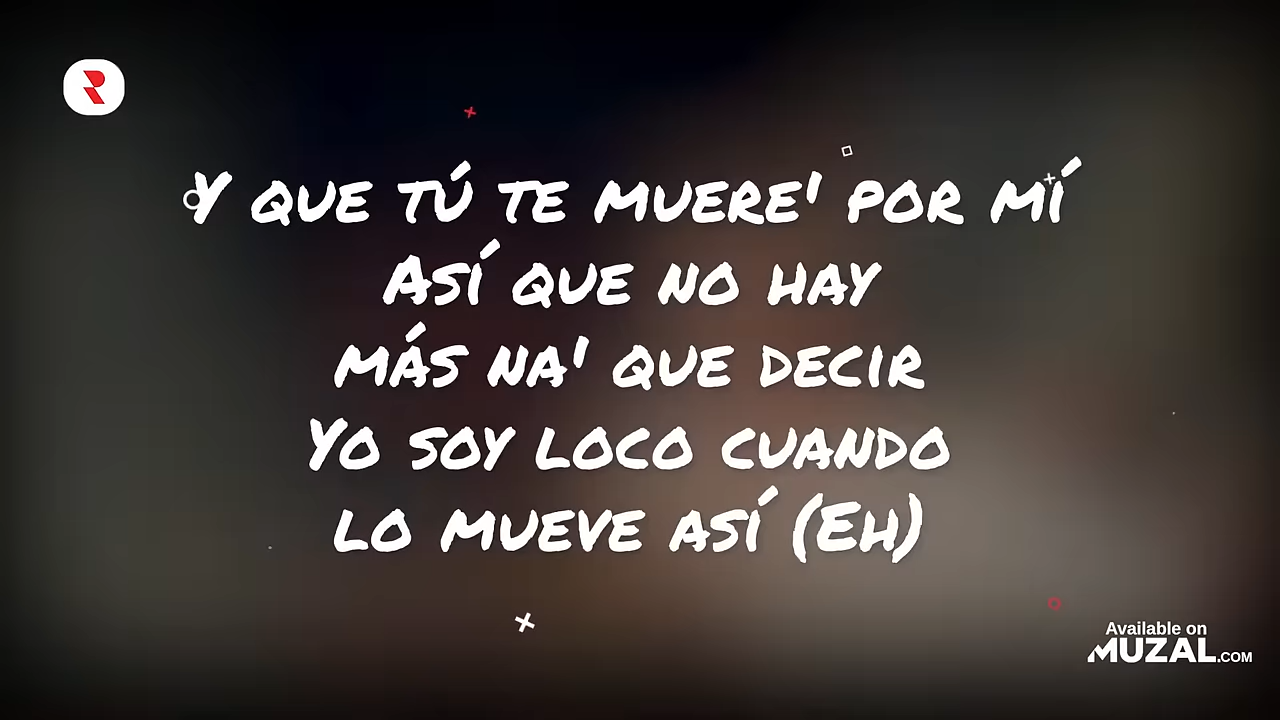 Y que tú te muere' por mí
Así que no hay
más na' que decir
Yo soy loco cuando
lo mueve así (Eh)
Available on
MUZAL.COM